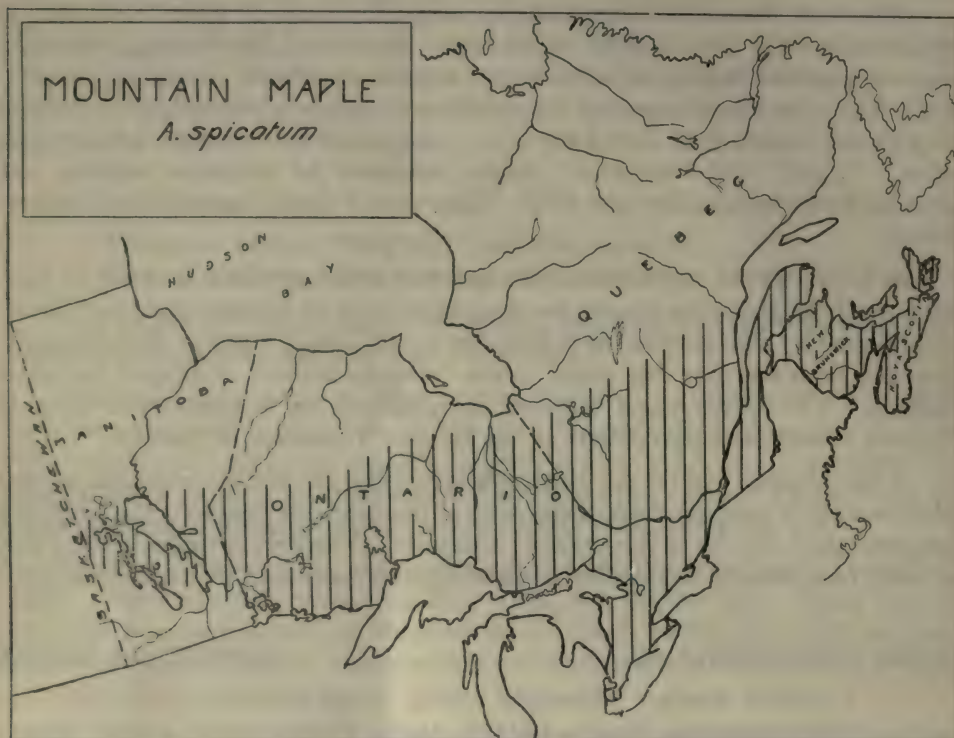 MOUNTAIN MAPLE
A. spicatum
HUDSON
BAY
QUEBEC
MANITOBA
ONTARIO
SASKATCHEWAN
NEW
BRUNSWICK
NOVA SCOTIA